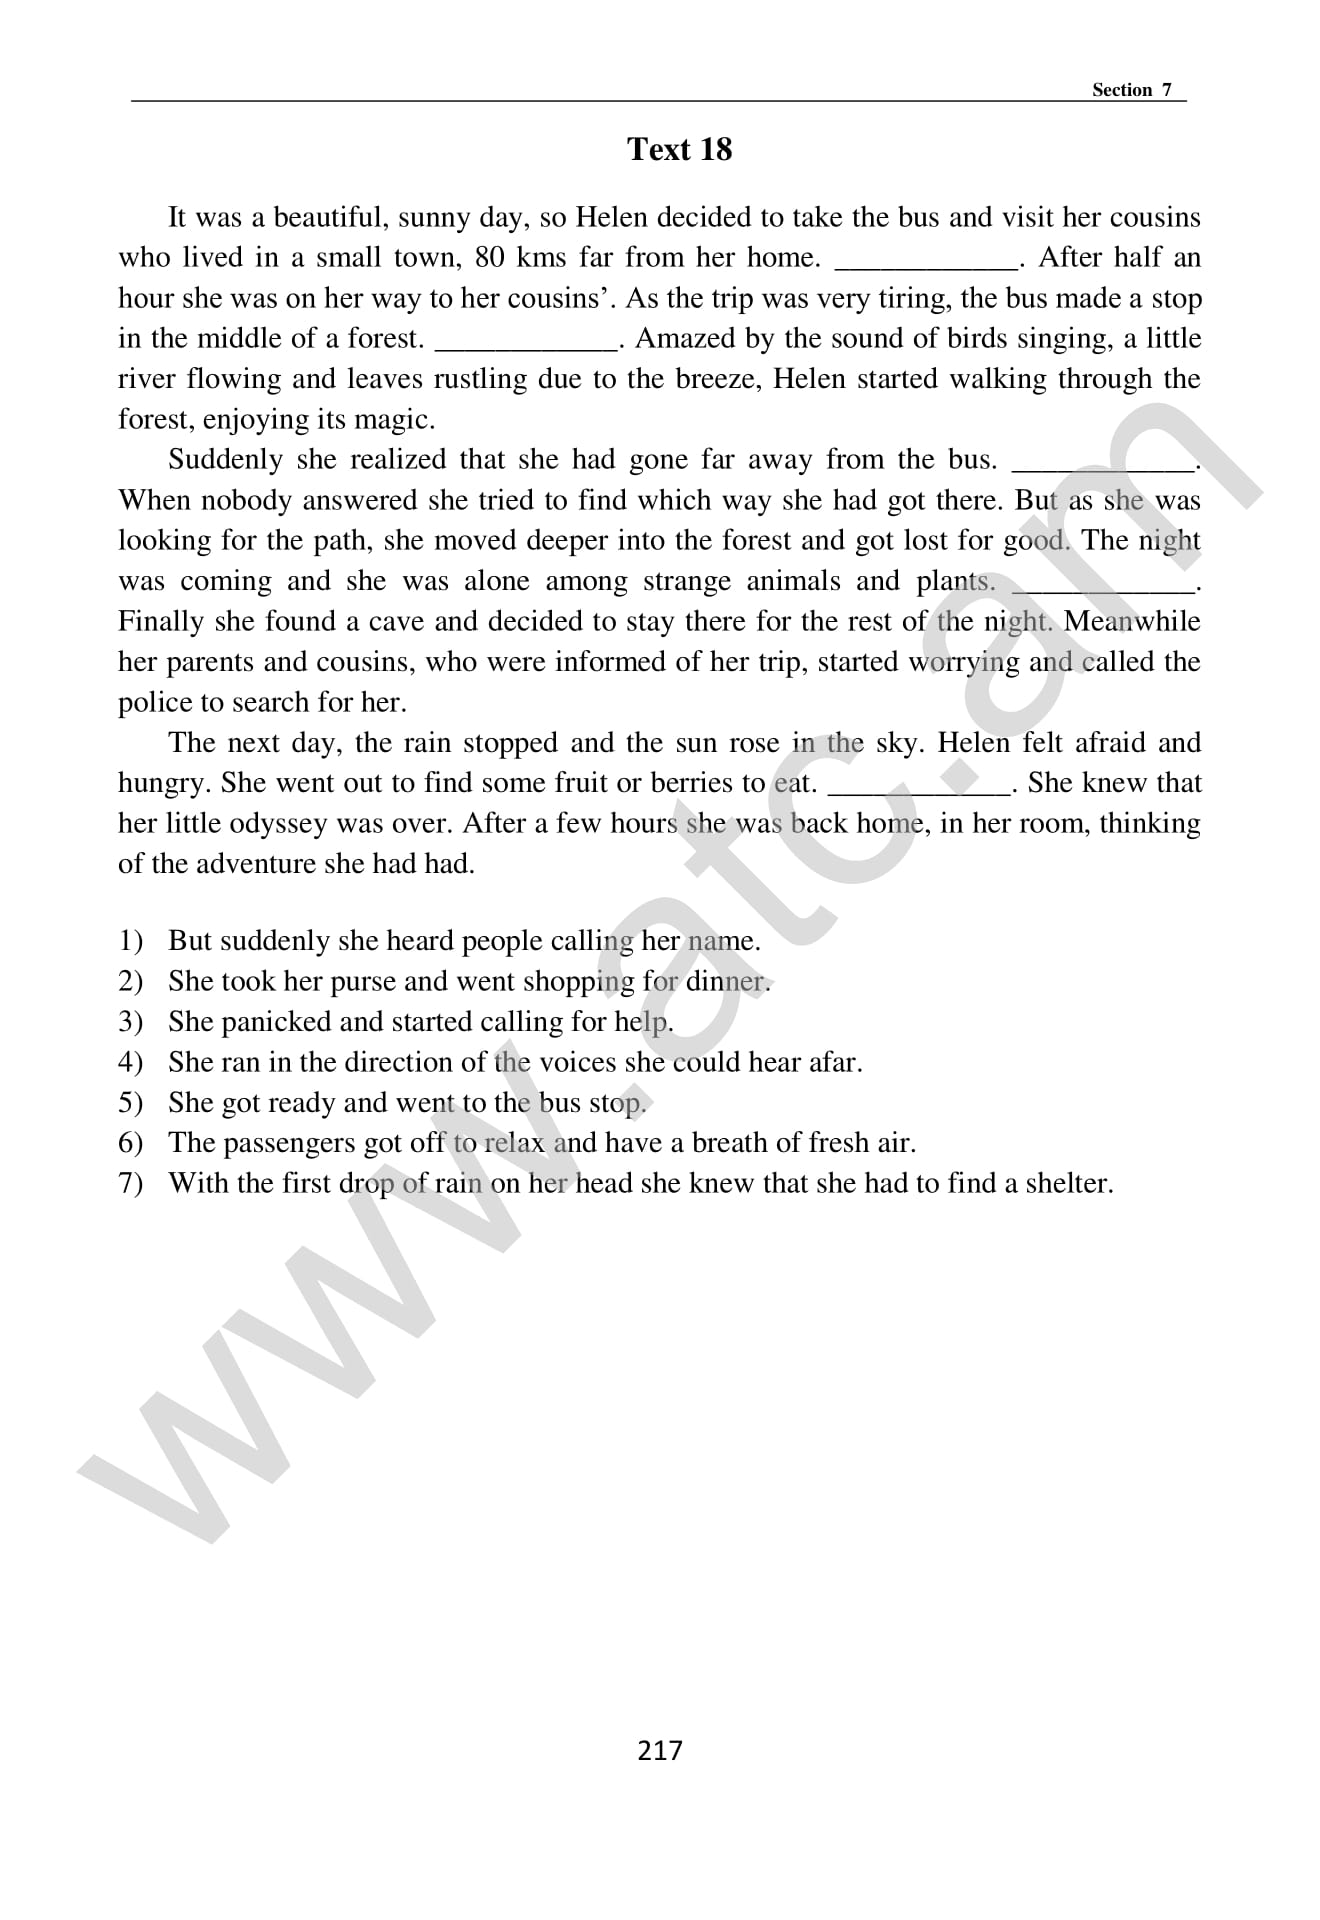 Section 7
Text 18
It was a beautiful, sunny day, so Helen decided to take the bus and visit her cousins
who lived in a small town, 80 kms far from her home. ____________. After half an
hour she was on her way to her cousins’. As the trip was very tiring, the bus made a stop
in the middle of a forest. ____________. Amazed by the sound of birds singing, a little
river flowing and leaves rustling due to the breeze, Helen started walking through the
forest, enjoying its magic.
Suddenly she realized that she had gone far away from the bus. ____________.
When nobody answered she tried to find which way she had got there. But as she was
looking for the path, she moved deeper into the forest and got lost for good. The night
was coming and she was alone among strange animals and plants. ____________.
Finally she found a cave and decided to stay there for the rest of the night. Meanwhile
her parents and cousins, who were informed of her trip, started worrying and called the
police to search for her.
The next day, the rain stopped and the sun rose in the sky. Helen felt afraid and
hungry. She went out to find some fruit or berries to eat. ____________. She knew that
her little odyssey was over. After a few hours she was back home, in her room, thinking
of the adventure she had had.
1) But suddenly she heard people calling her name.
2) She took her purse and went shopping for dinner.
3) She panicked and started calling for help.
4) She ran in the direction of the voices she could hear afar.
5) She got ready and went to the bus stop.
6) The passengers got off to relax and have a breath of fresh air.
7) With the first drop of rain on her head she knew that she had to find a shelter.
www.atc.am
217